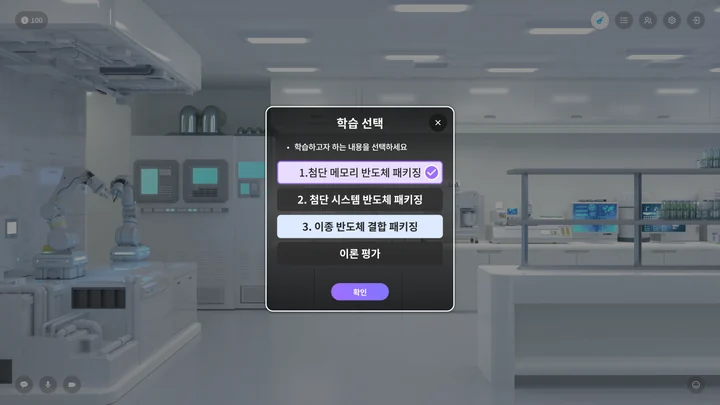 100
학습 선택
• 학습하고자 하는 내용을 선택하세요
1.첨단 메모리 반도체 패키징
2. 첨단 시스템 반도체 패키징
3. 이종 반도체 결합 패키징
이론 평가
확인